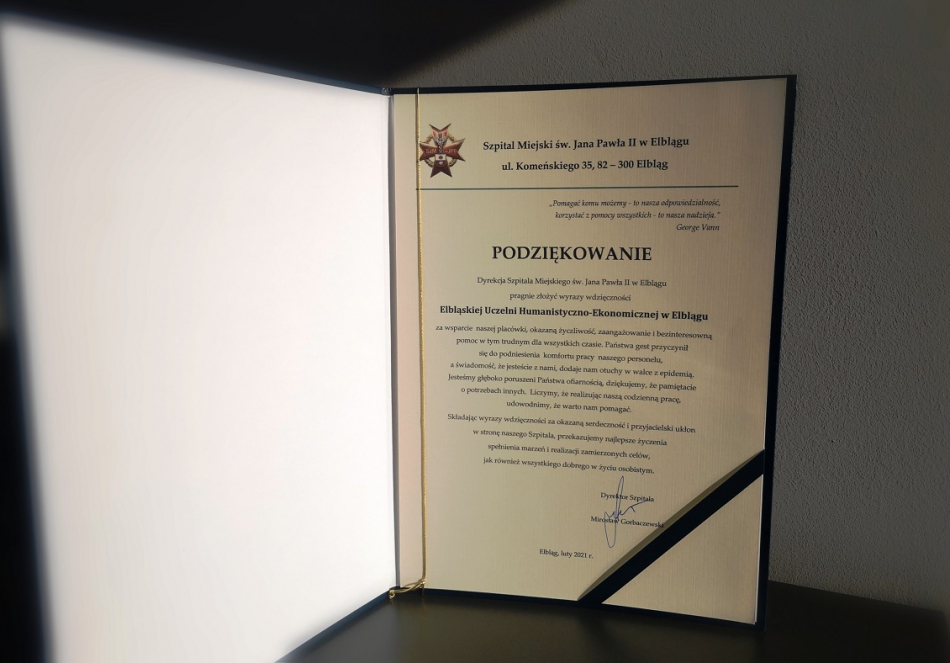 Szpital Miejski św. Jana Pawła II w Elblągu
ul. Komeńskiego 35, 82 – 300 Elbląg
„Pomagać komu możemy - to nasza odpowiedzialność,
korzystać z pomocy wszystkich - to nasza nadzieja."
George Vann
PODZIĘKOWANIE
Dyrekcja Szpitala Miejskiego św. Jana Pawła II w Elblągu
pragnie złożyć wyrazy wdzięczności
Elbląskiej Uczelni Humanistyczno-Ekonomicznej w Elblągu
za wsparcie naszej placówki, okazaną życzliwość, zaangażowanie i bezinteresowną
pomoc w tym trudnym dla wszystkich czasie. Państwa gest przyczynił
się do podniesienia komfortu pracy naszego personelu,
a świadomość, że jesteście z nami, dodaje nam otuchy w walce z epidemią.
Jesteśmy głęboko poruszeni Państwa ofiarnością, dziękujemy, że pamiętacie
o potrzebach innych. Liczymy, że realizując naszą codzienną pracę,
udowodnimy, że warto nam pomagać.
Składając wyrazy wdzięczności za okazaną serdeczność i przyjacielski ukłon
w stronę naszego Szpitala, przekazujemy najlepsze życzenia
spełnienia marzeń i realizacji zamierzonych celów,
jak również wszystkiego dobrego w życiu osobistym.
Dyrektor Szpitala
Mirosław Gorbaczewski
Elbląg, luty 2021 r.